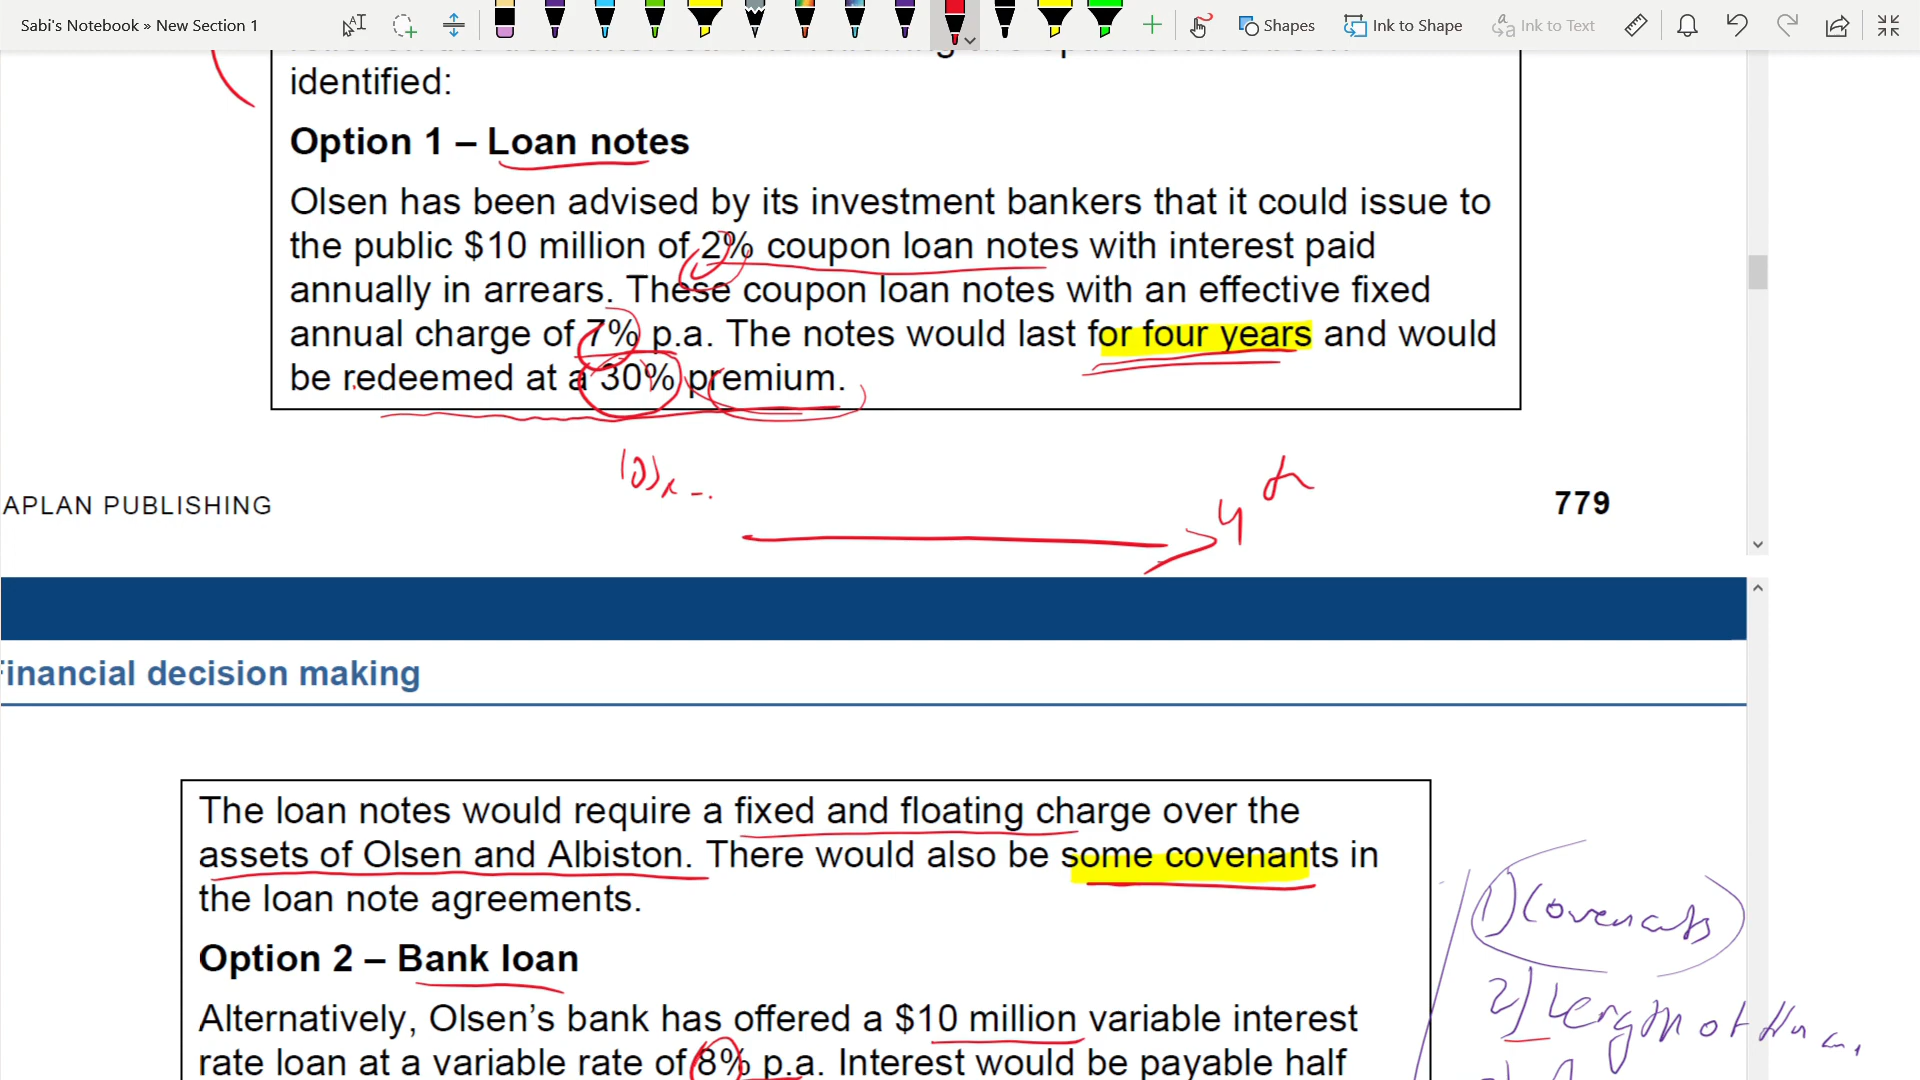 Sabi's Notebook » New Section 1
Shapes
Ink to Shape
Ink to Text
identified:
Option 1 – Loan notes
Olsen has been advised by its investment bankers that it could issue to
the public $10 million of 2% coupon loan notes with interest paid
annually in arrears. These coupon loan notes with an effective fixed
annual charge of 7% p.a. The notes would last for four years and would
be redeemed at a 30% premium.
4
APLAN PUBLISHING
779
inancial decision making
The loan notes would require a fixed and floating charge over the
assets of Olsen and Albiston. There would also be some covenants in
the loan note agreements.
1) Covenants
Option 2 – Bank loan
2) Length of
Alternatively, Olsen's bank has offered a $10 million variable interest
rate loan at a variable rate of 8% p.a. Interest would be payable half